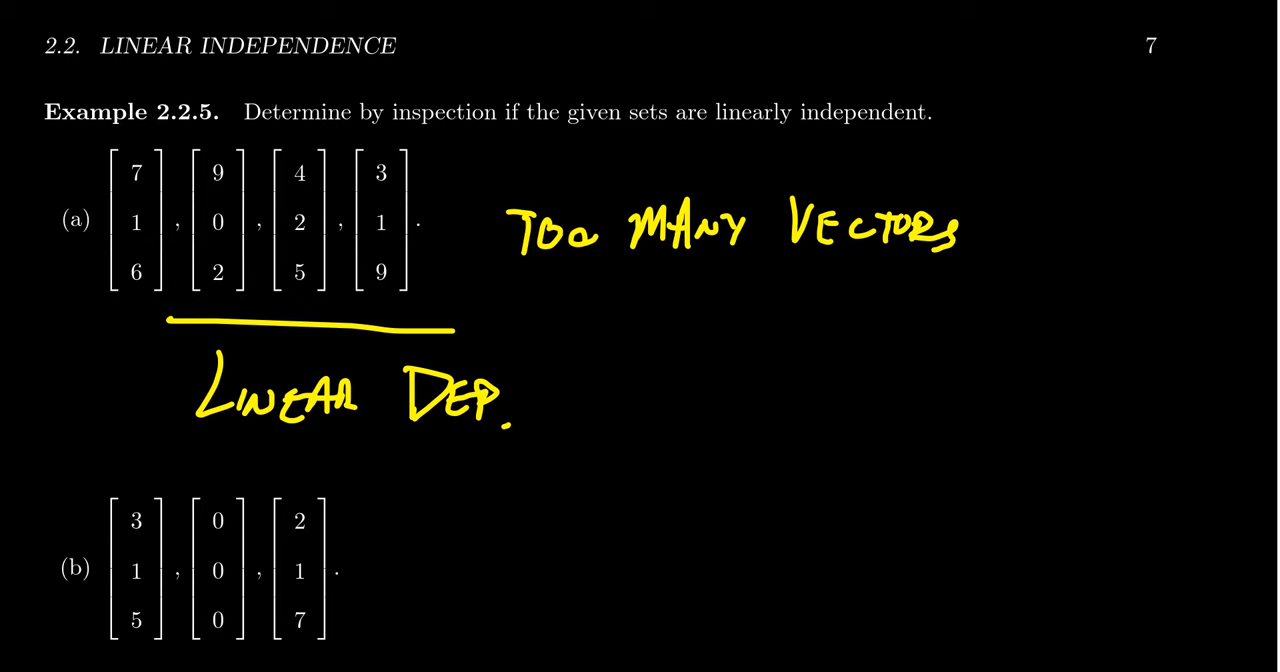 2.2. LINEAR INDEPENDENCE 7
Example 2.2.5. Determine by inspection if the given sets are linearly independent.
(a) [7 1 6], [9 0 2], [4 2 5], [3 1 9].
TOO MANY VECTORS
LINEAR DEP.
(b) [3 1 5], [0 0 0], [2 1 7].